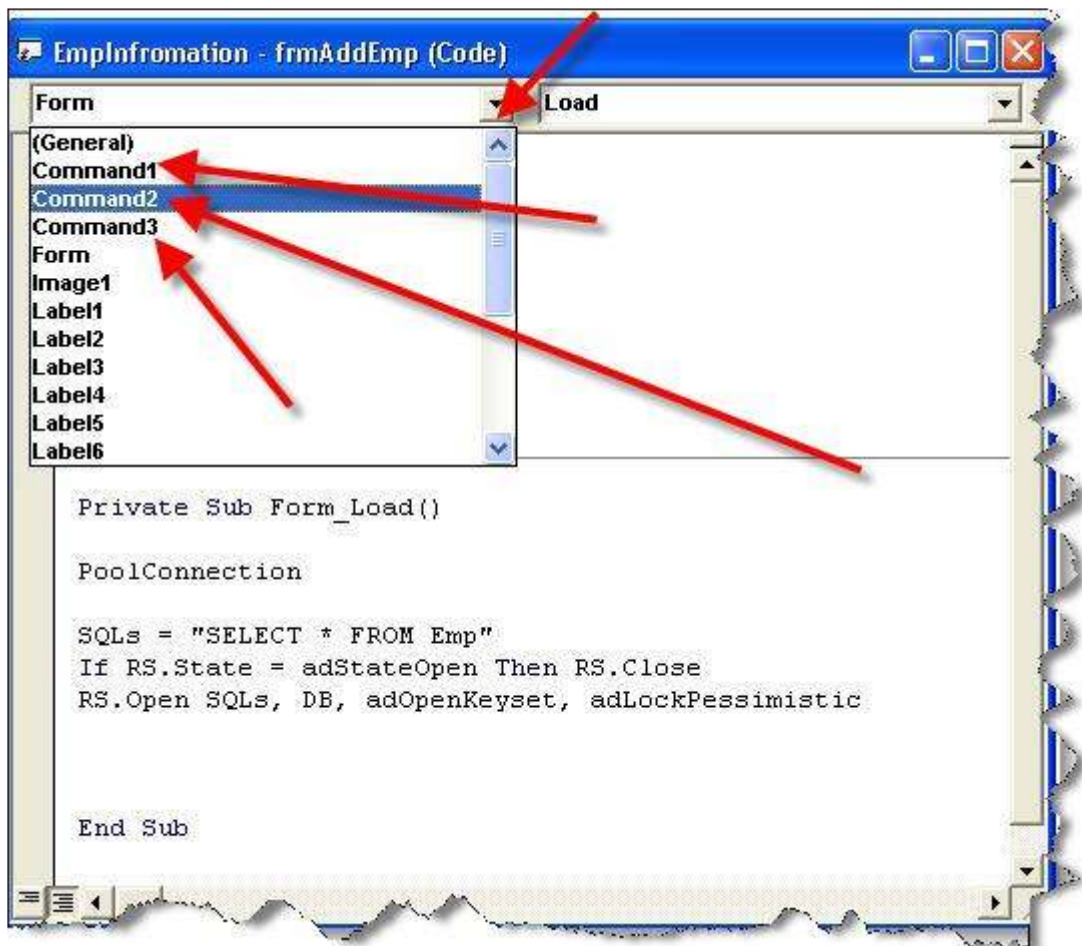 EmpInfromation - frmAddEmp (Code)
Form Load
(General)
Command1
Command2
Command3
Form
Image1
Label1
Label2
Label3
Label4
Label5
Label6
Private Sub Form_Load()
PoolConnection
SQLs = "SELECT * FROM Emp"
If RS.State = adStateOpen Then RS.Close
RS.Open SQLs, DB, adOpenKeyset, adLockPessimistic
End Sub